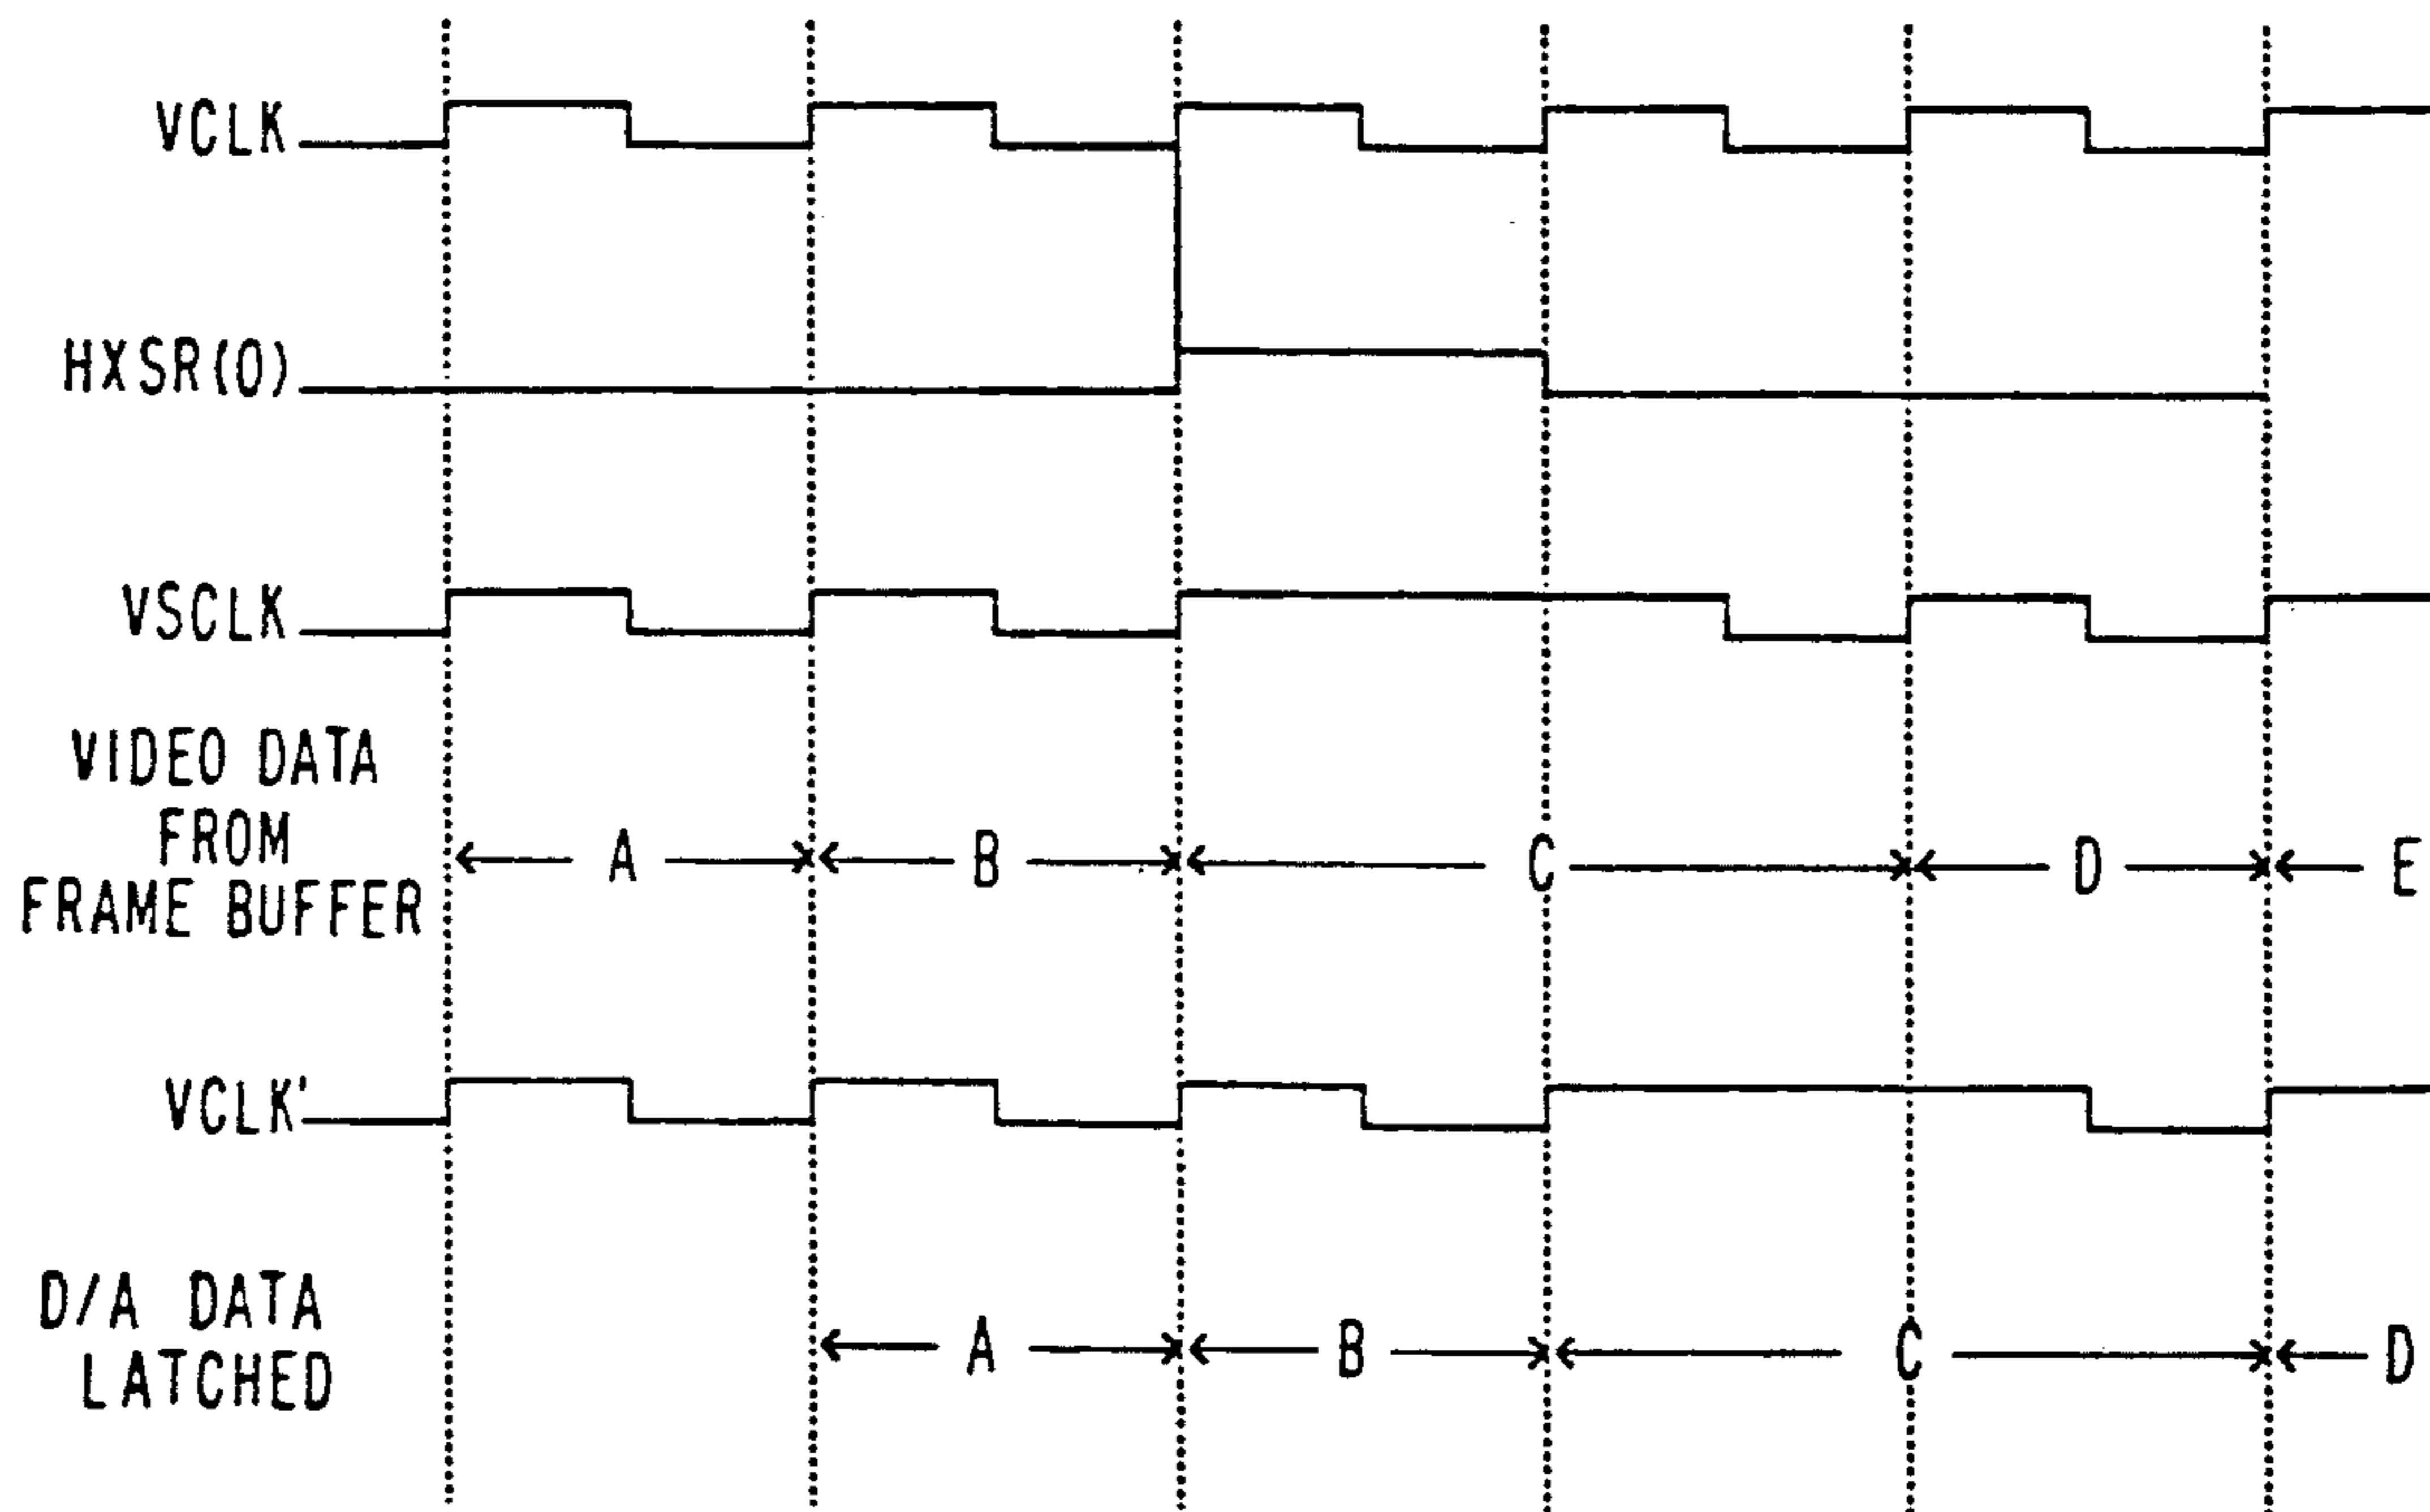 VCLK
HXSR(0)
VSCLK
VIDEO DATA
FROM
FRAME BUFFER
A B C D E
VCLK'
D/A DATA
LATCHED
A B C D